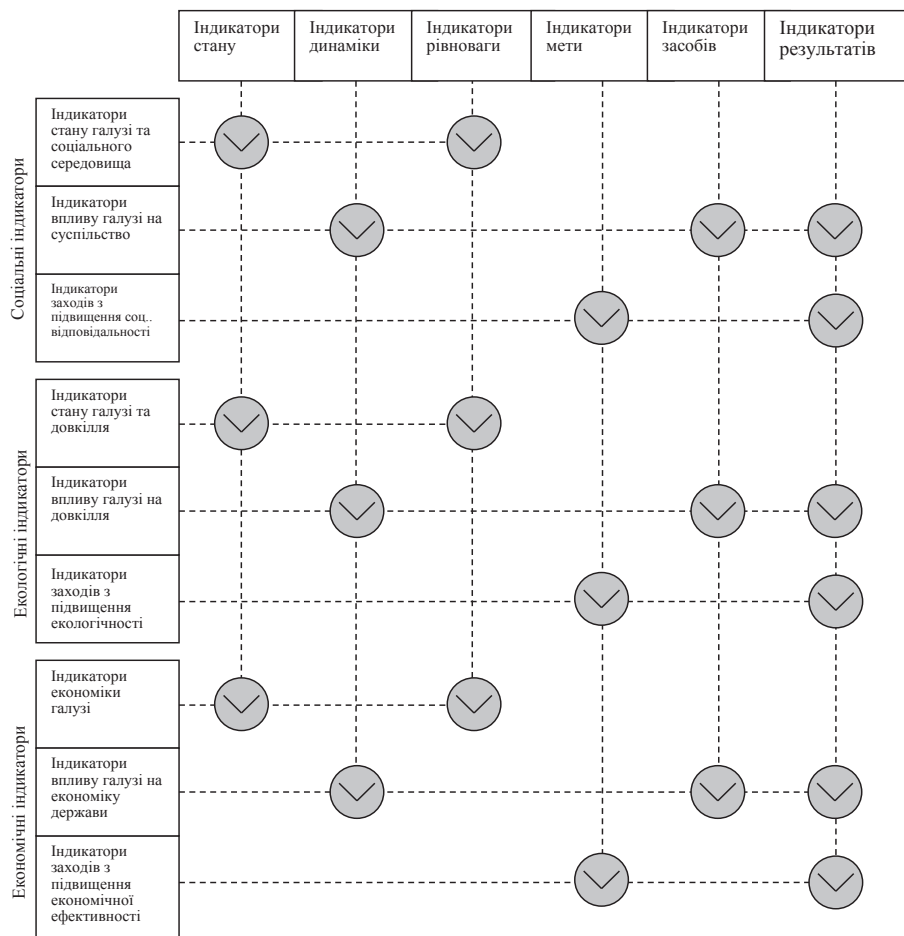 Індикатори
стану
Індикатори
динаміки
Індикатори
рівноваги
Індикатори
мети
Індикатори
засобів
Індикатори
результатів
Соціальні індикатори
Індикатори
стану галузі та
соціального
середовища
Індикатори
впливу галузі на
суспільство
Індикатори
заходів з
підвищення соц..
відповідальності
Екологічні індикатори
Індикатори
стану галузі та
довкілля
Індикатори
впливу галузі на
довкілля
Індикатори
заходів з
підвищення
екологічності
Економічні індикатори
Індикатори
економіки
галузі
Індикатори
впливу галузі на
економіку
держави
Індикатори
заходів з
підвищення
економічної
ефективності